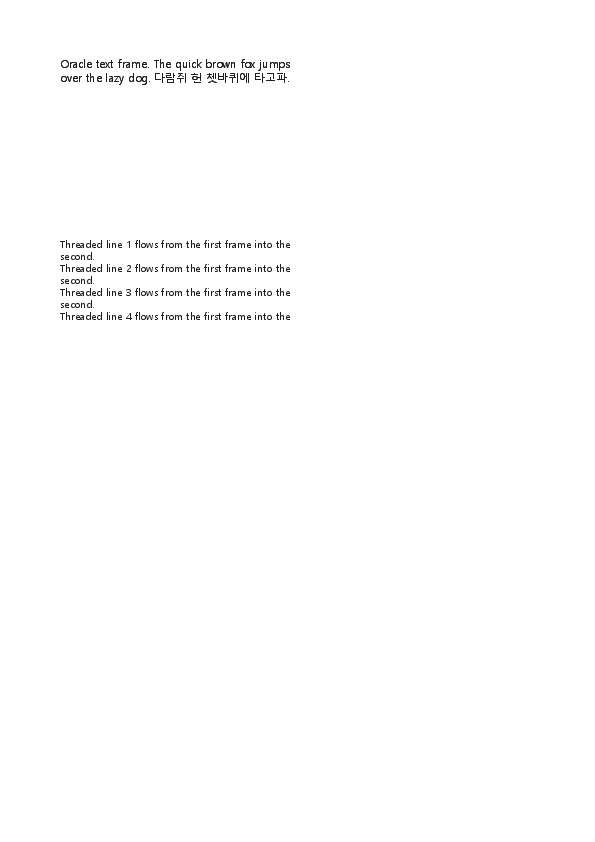 Oracle text frame. The quick brown fox jumps
over the lazy dog. 다람쥐 헌 쳇바퀴에 타고파.
Threaded line 1 flows from the first frame into the
second.
Threaded line 2 flows from the first frame into the
second.
Threaded line 3 flows from the first frame into the
second.
Threaded line 4 flows from the first frame into the